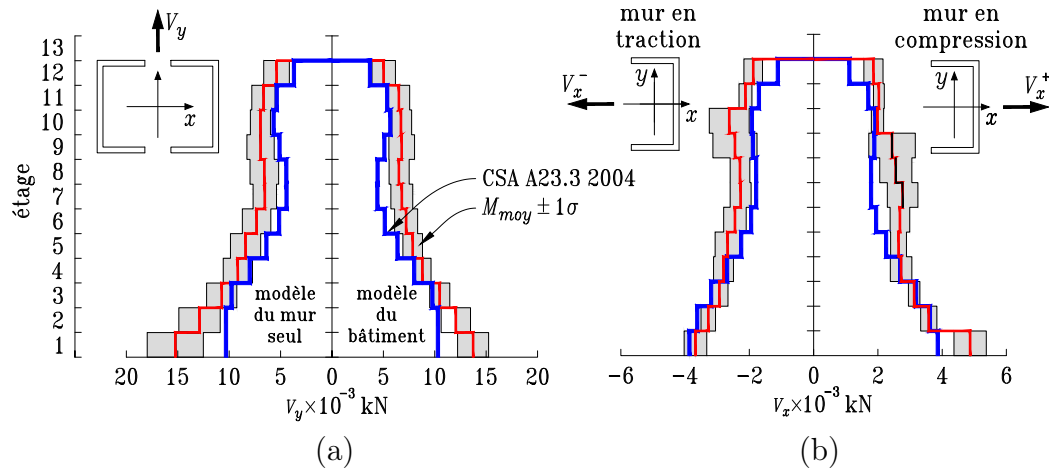 V_y
x
étage
13
12
11
10
9
8
7
6
5
4
3
2
1
CSA A23.3 2004
M_moy ± 1σ
modèle
du mur
seul
modèle
du
bâtiment
20
15
10
5
0
5
10
15
20
V_y×10⁻³ kN
(a)
mur en
traction
V_x⁻
y
x
mur en
compression
V_x⁺
y
x
−6
−4
−2
0
2
4
6
V_x×10⁻³ kN
(b)